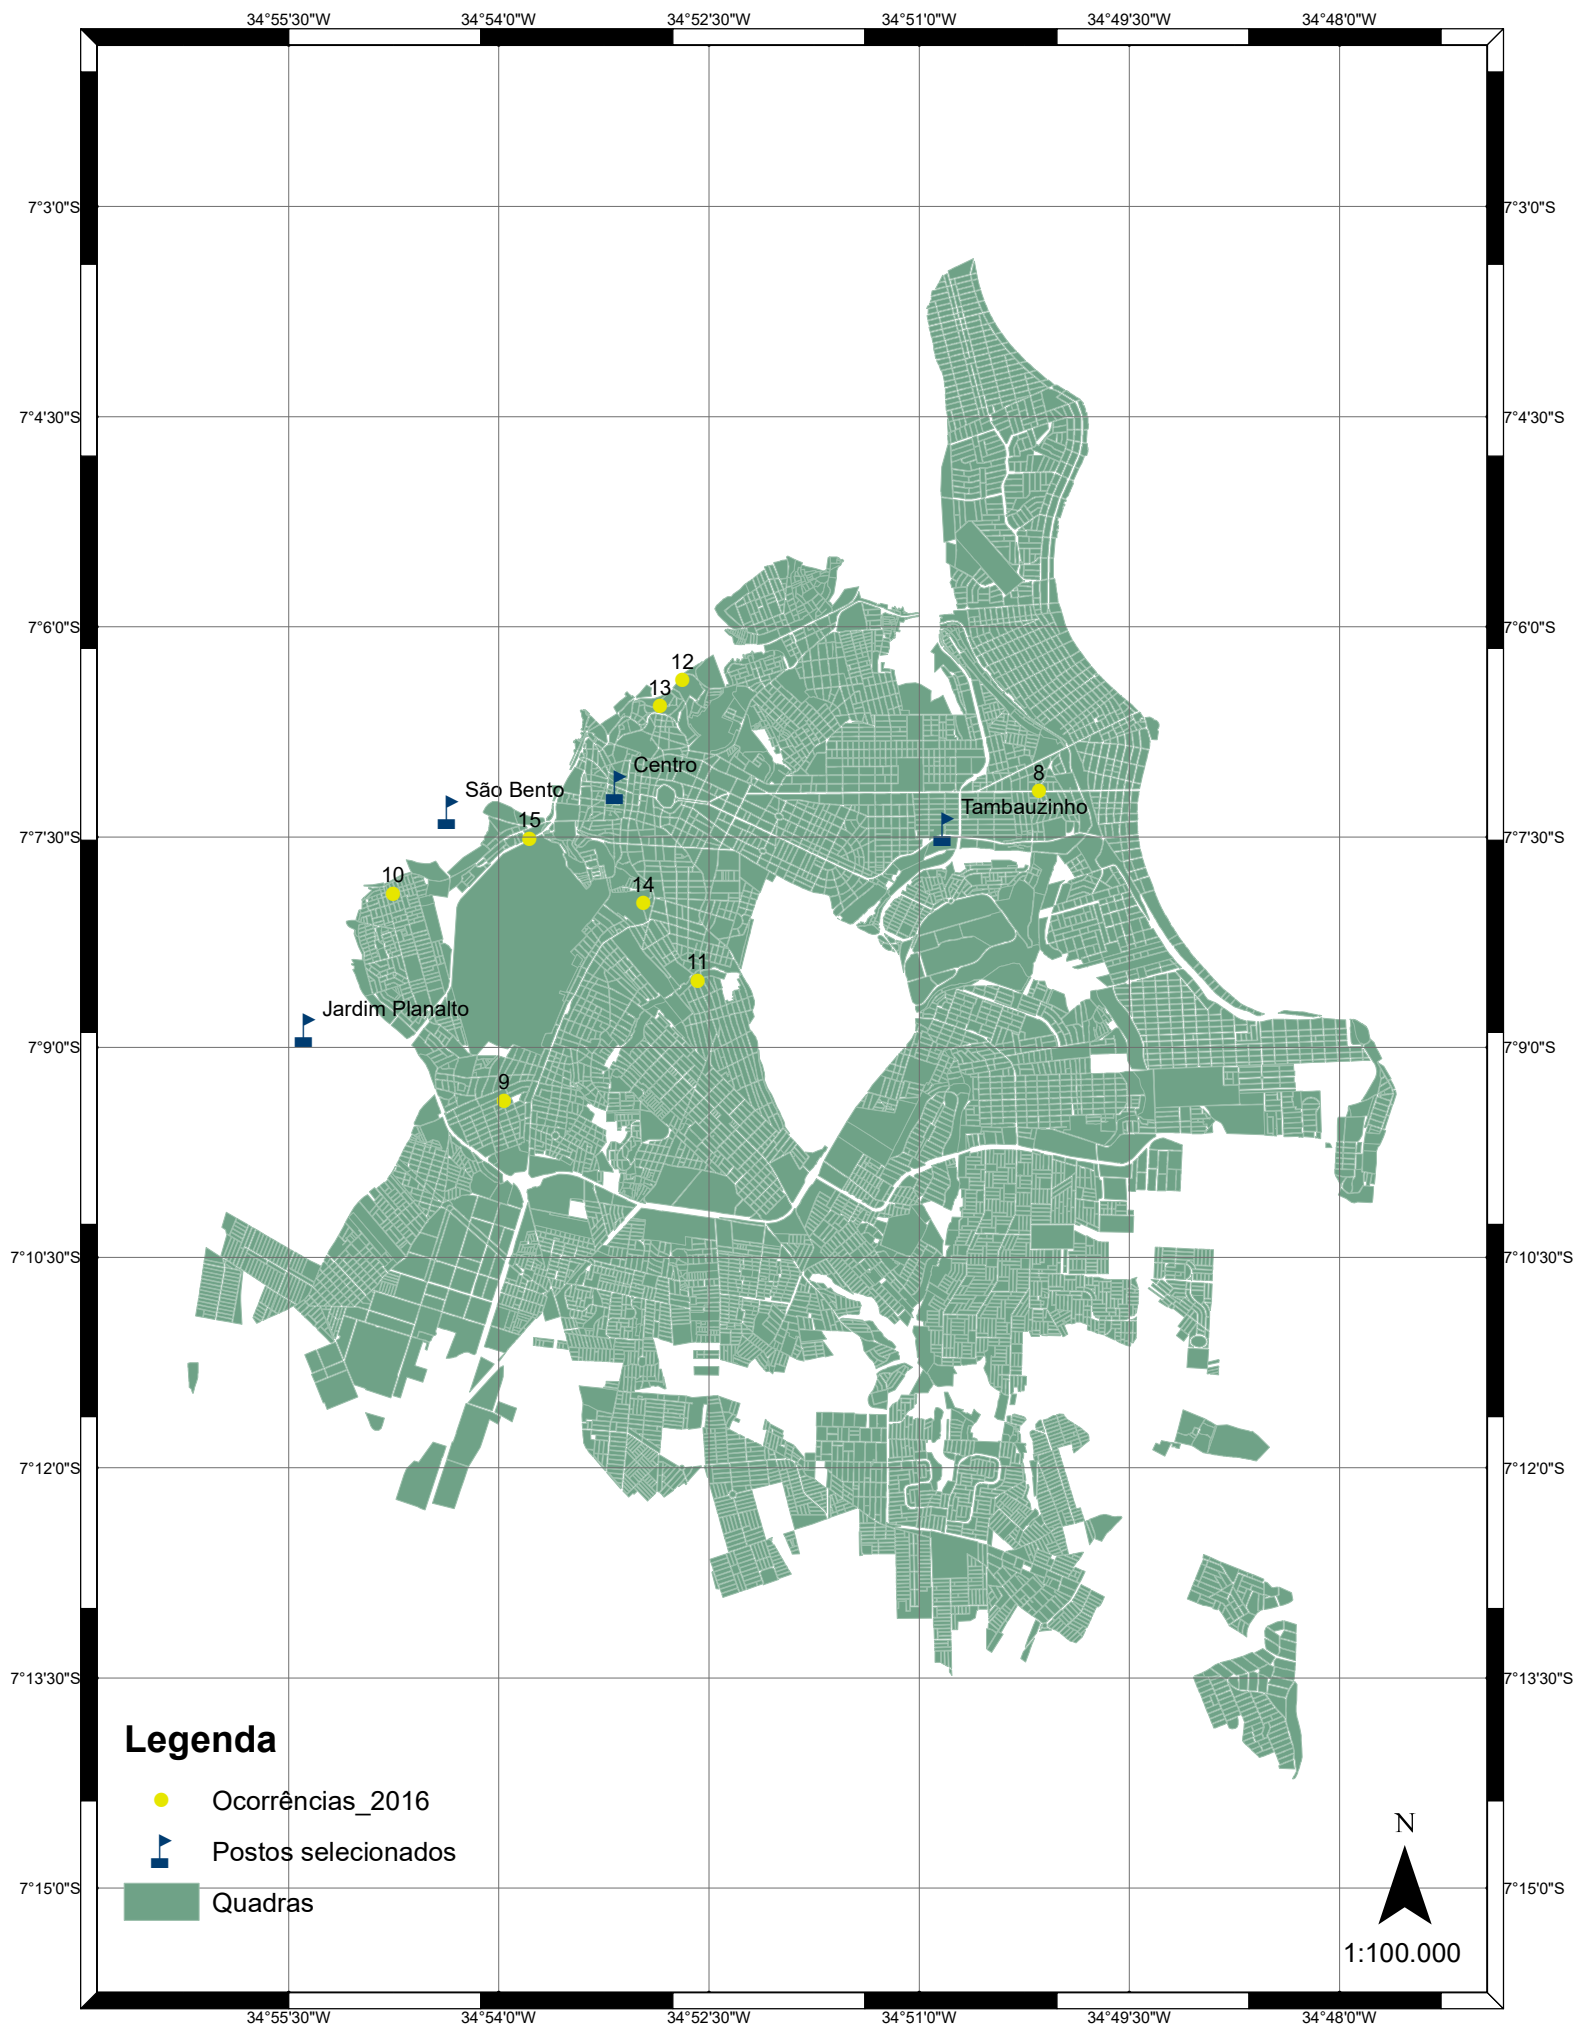 34°55'30"W 34°54'0"W 34°52'30"W 34°51'0"W 34°49'30"W 34°48'0"W
7°3'0"S 7°3'0"S
7°4'30"S 7°4'30"S
7°6'0"S 7°6'0"S
12
13
Centro
8
São Bento
Tambauzinho
15
7°7'30"S 7°7'30"S
10
14
11
Jardim Planalto
7°9'0"S 7°9'0"S
9
7°10'30"S 7°10'30"S
7°12'0"S 7°12'0"S
7°13'30"S 7°13'30"S
Legenda
Ocorrências_2016
N
Postos selecionados
7°15'0"S 7°15'0"S
Quadras
1:100.000
34°55'30"W 34°54'0"W 34°52'30"W 34°51'0"W 34°49'30"W 34°48'0"W